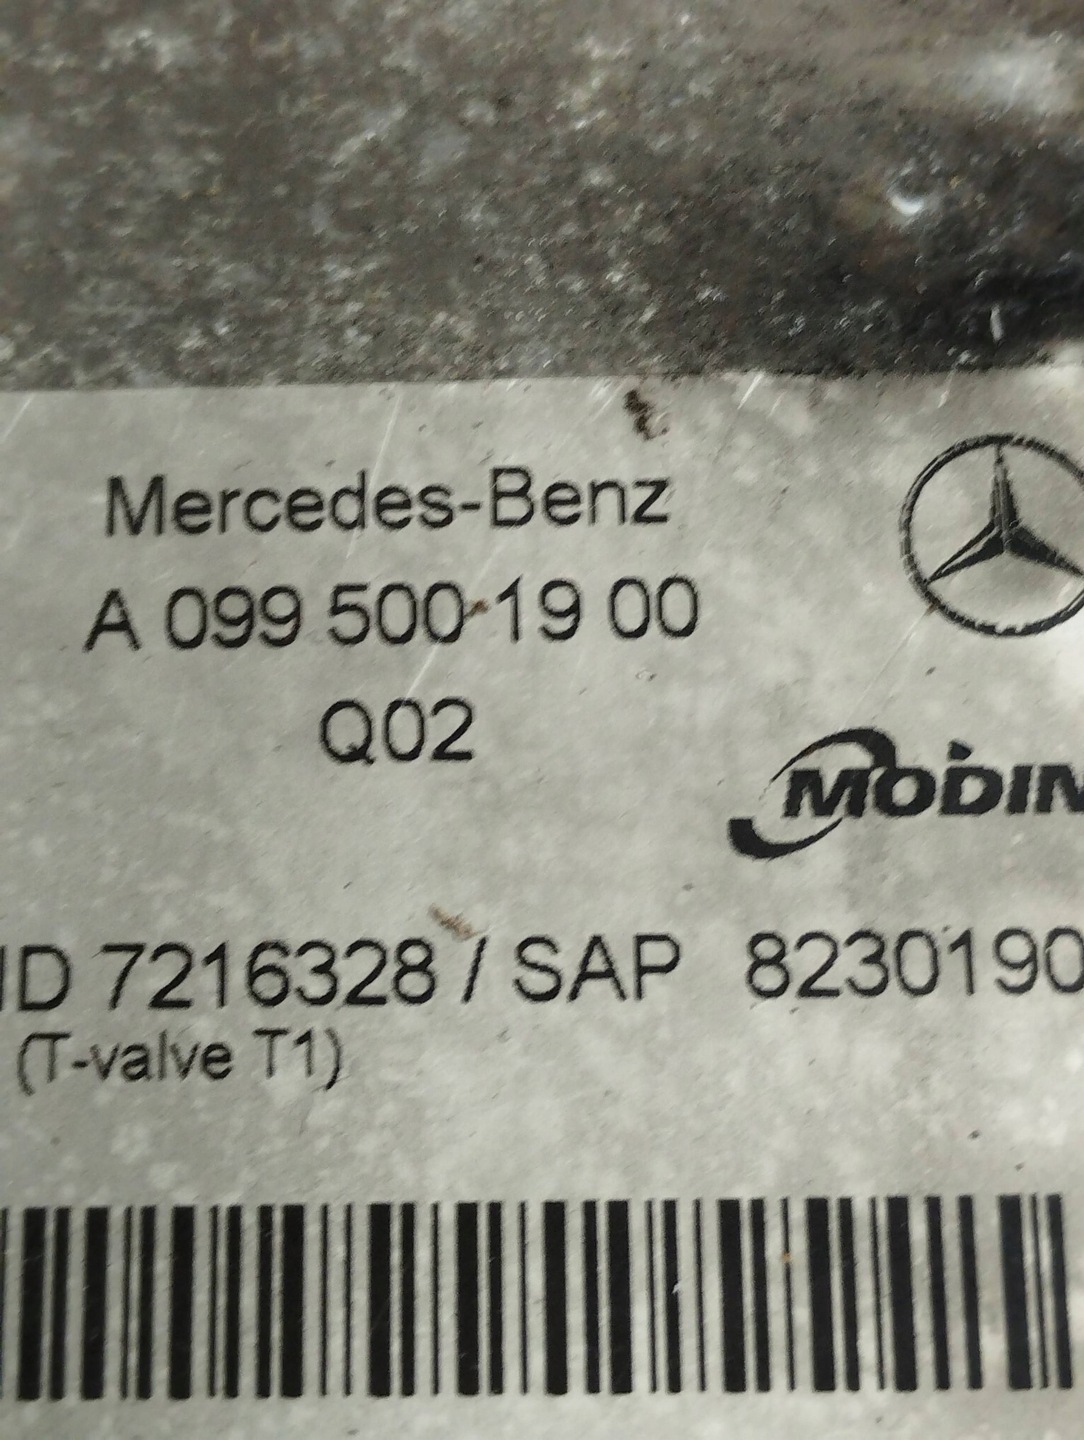 Mercedes-Benz
A 099 500 19 00
Q02
MODIN
ID 7216328 / SAP 8230190
(T-valve T1)